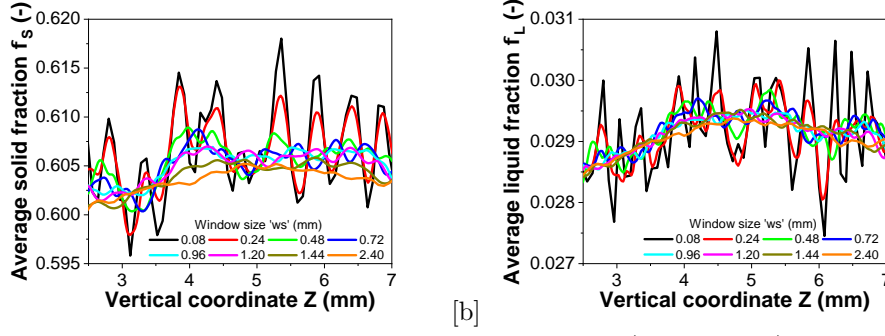 Average solid fraction f_S (-)
0.620
0.615
0.610
0.605
0.600
0.595
Window size 'ws' (mm)
0.08 0.24 0.48 0.72
0.96 1.20 1.44 2.40
3 4 5 6 7
Vertical coordinate Z (mm)
[b]
Average liquid fraction f_L (-)
0.031
0.030
0.029
0.028
0.027
Window size 'ws' (mm)
0.08 0.24 0.48 0.72
0.96 1.20 1.44 2.40
3 4 5 6 7
Vertical coordinate Z (mm)